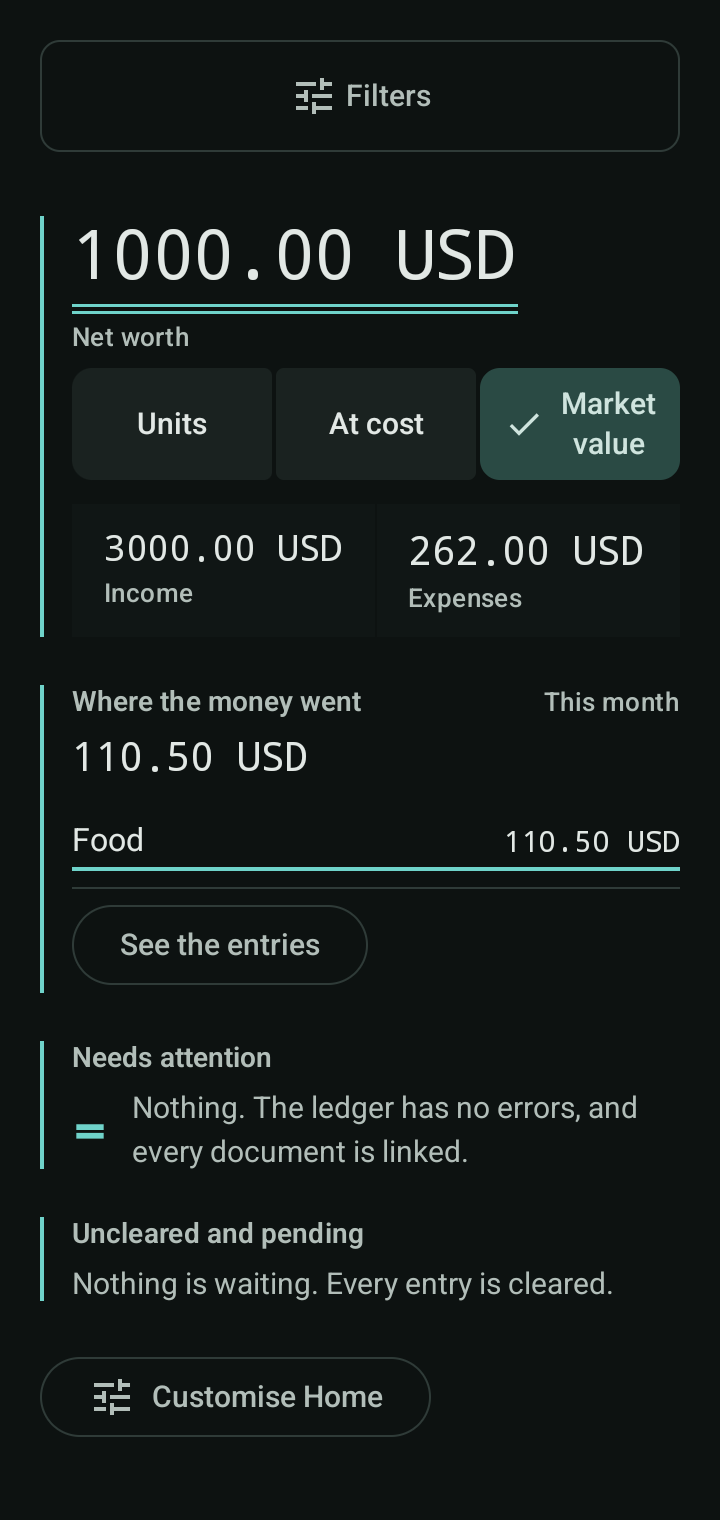 Filters
1000.00 USD
Net worth
Units
At cost
Market
value
3000.00 USD
Income
262.00 USD
Expenses
Where the money went
This month
110.50 USD
Food
110.50 USD
See the entries
Needs attention
Nothing. The ledger has no errors, and
every document is linked.
Uncleared and pending
Nothing is waiting. Every entry is cleared.
Customise Home